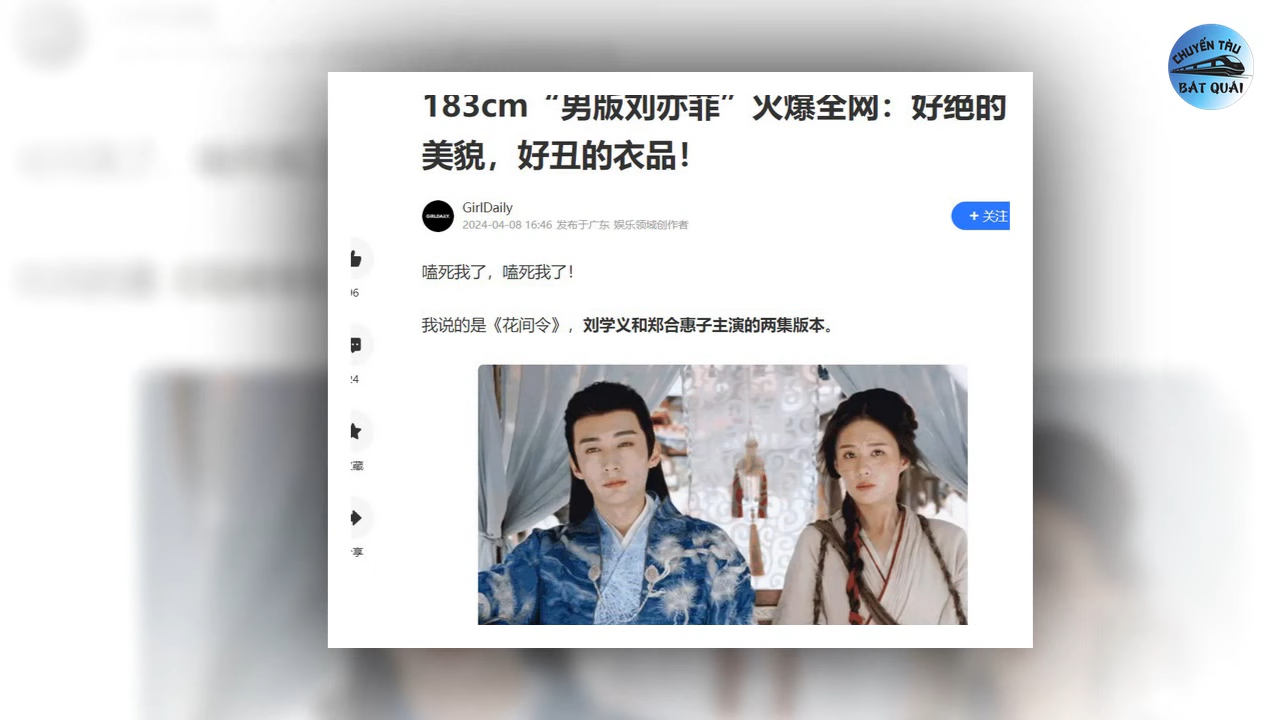 CHUYẾN TÀU
BÁT QUÁI
183cm “男版刘亦菲” 火爆全网：好绝的
美貌，好丑的衣品！
GirlDaily
GIRLDAILY.
2024-04-08 16:46 发布于广东 娱乐领域创作者
+ 关注
嗑死我了，嗑死我了！
我说的是《花间令》，刘学义和郑合惠子主演的两集版本。